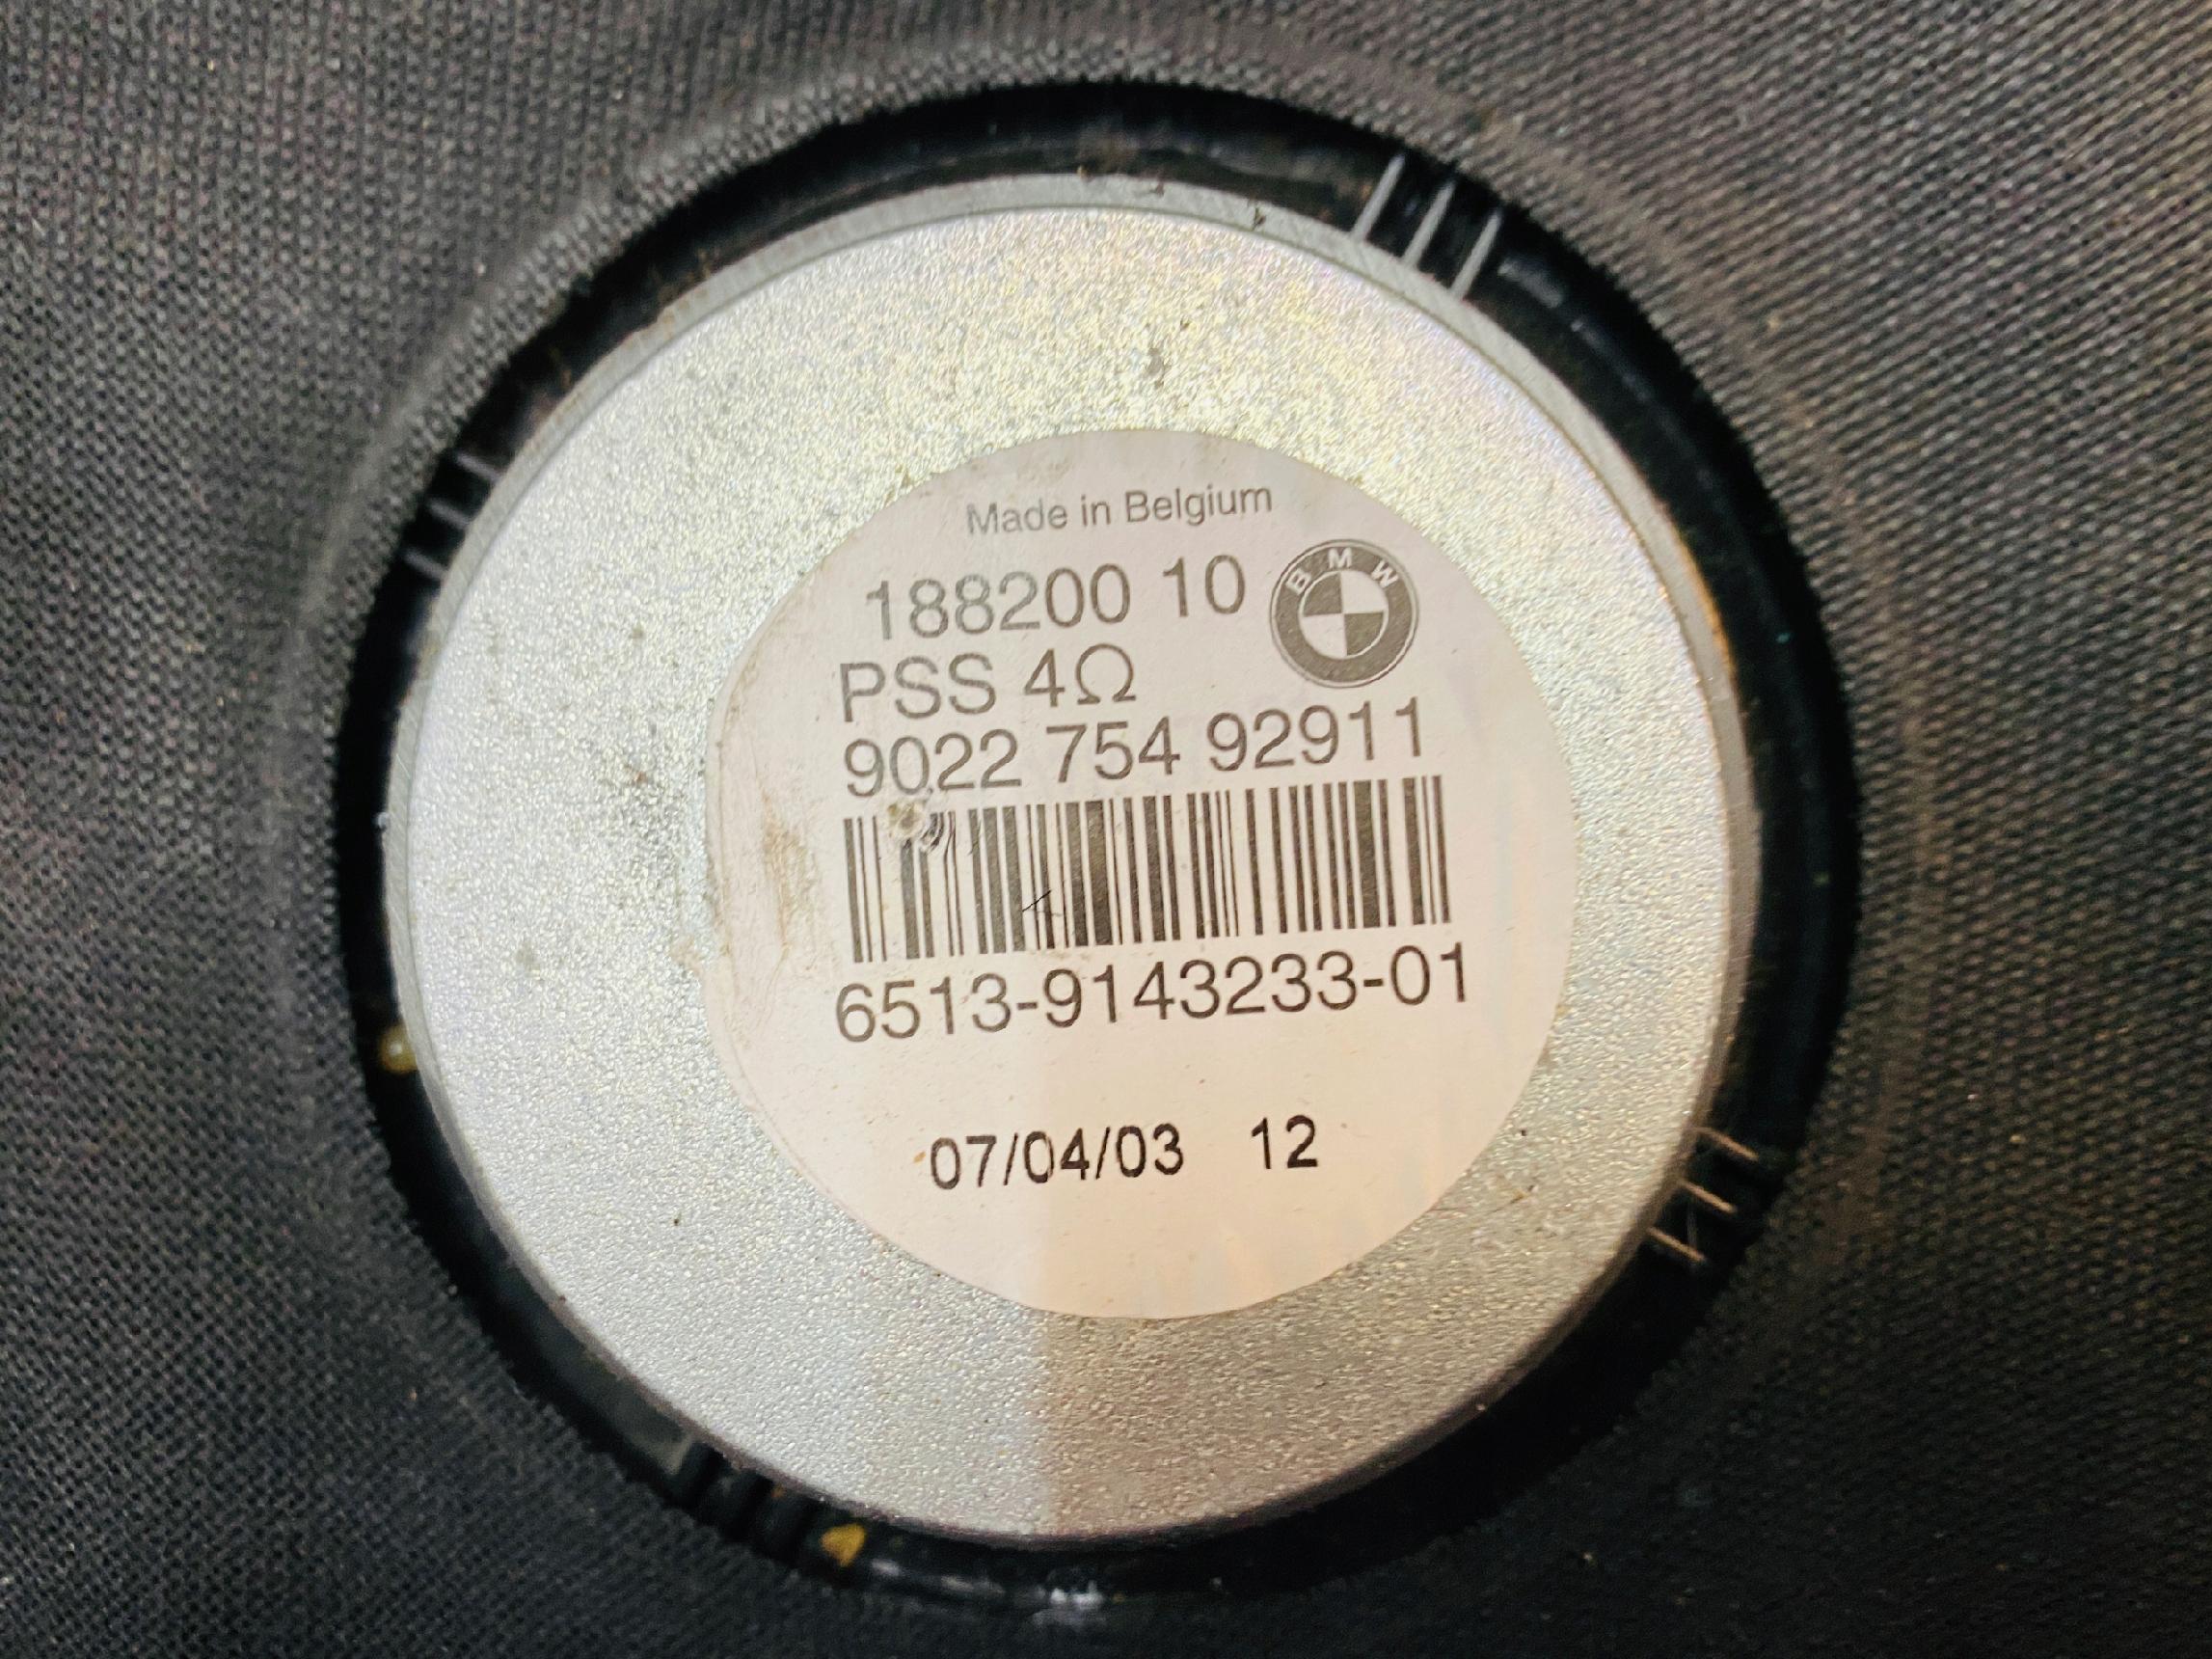 Made in Belgium
188200 10
BMW
PSS 4Ω
9022 754 92911
6513-9143233-01
07/04/03 12